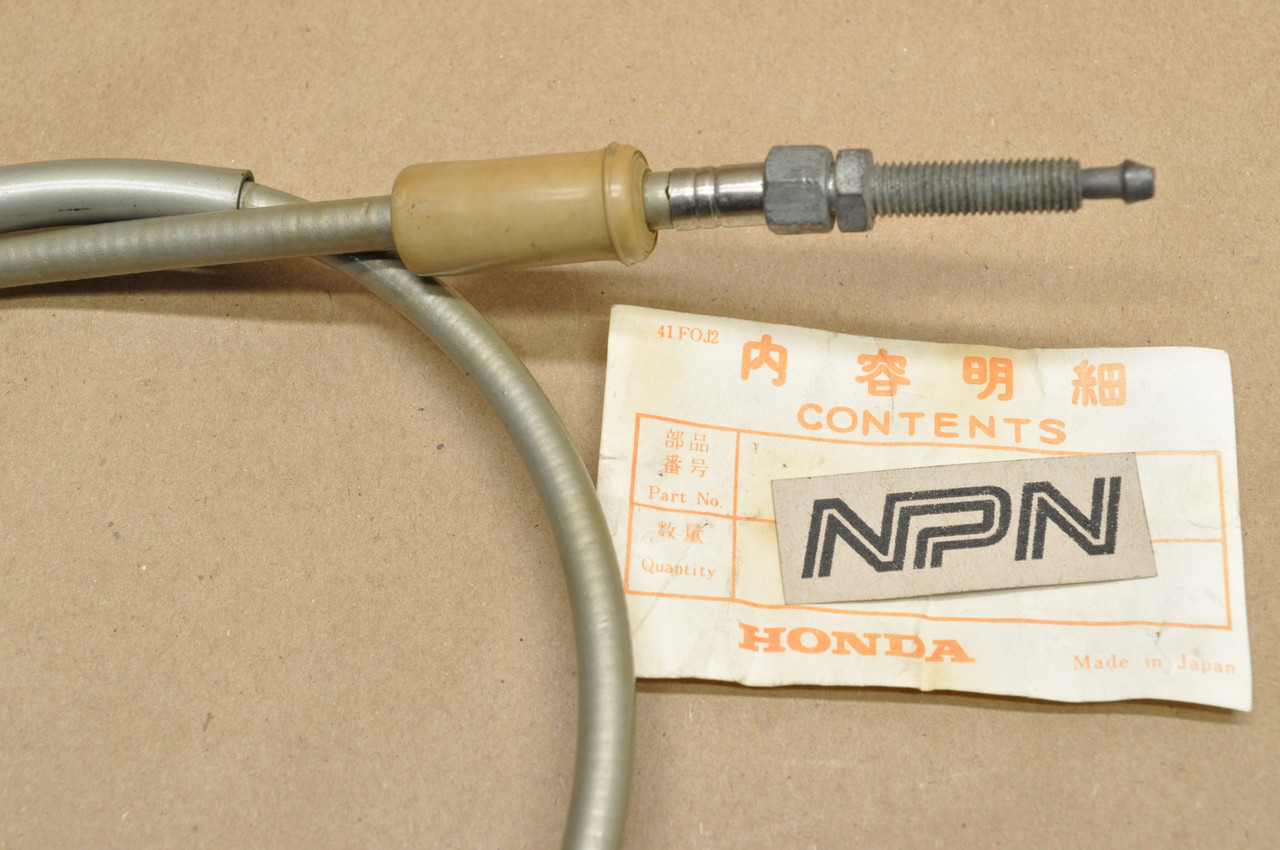 41FOJ2
内容明細
CONTENTS
部品
番号
Part No.
数量
Quantity
NPN
HONDA
Made in Japan